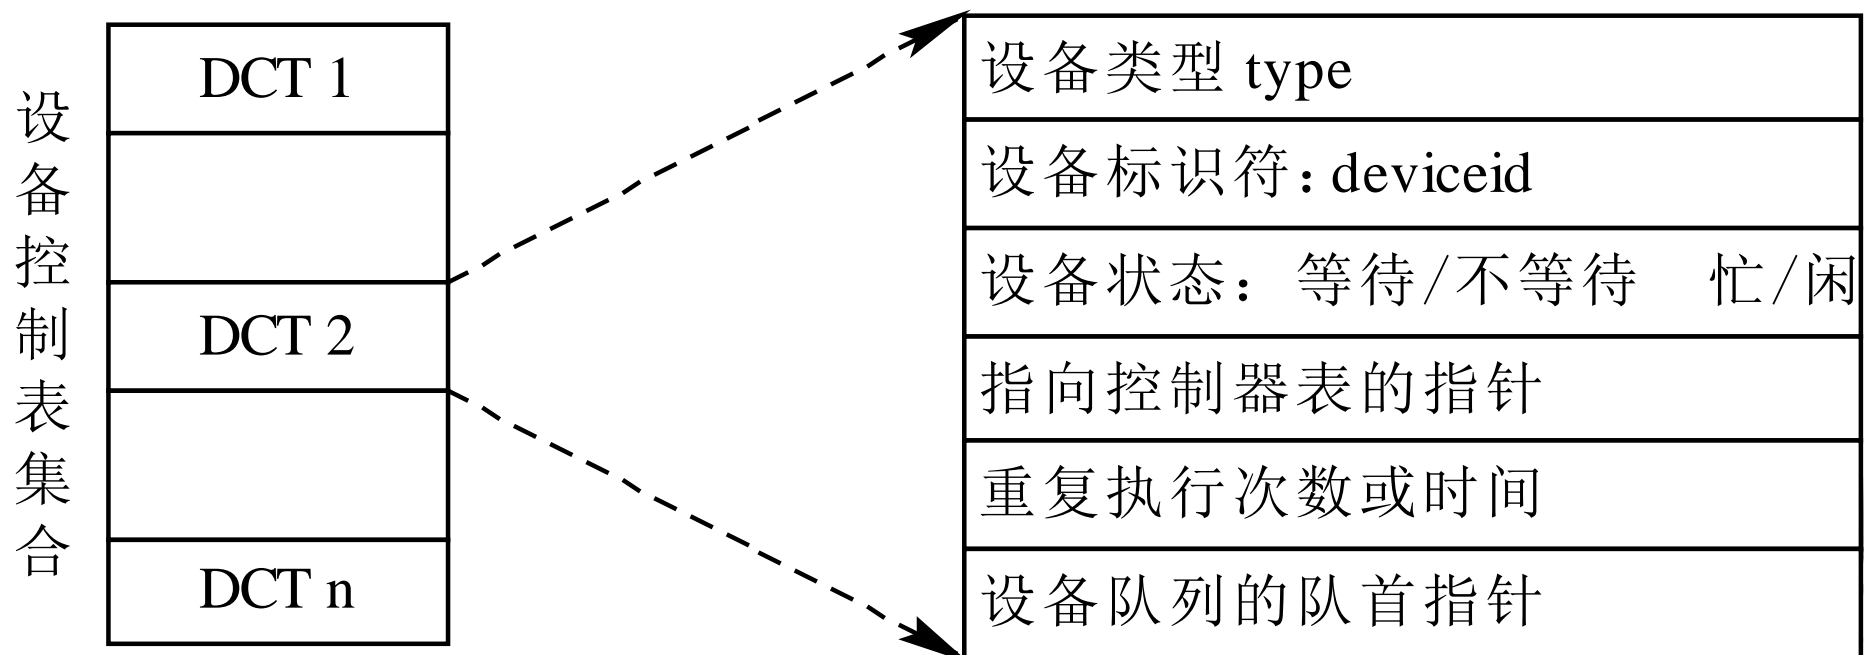 设备控制表集合
DCT 1
DCT 2
DCT n
设备类型 type
设备标识符：deviceid
设备状态：等待/不等待 忙/闲
指向控制器表的指针
重复执行次数或时间
设备队列的队首指针